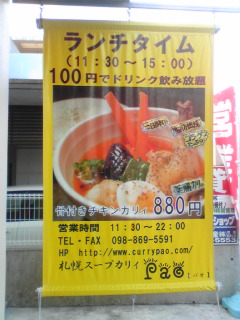 ランチタイム
(11:30〜15:00)
100円でドリンク飲み放題
骨付きチキンカリィ 880円
営業時間 11:30〜22:00
TEL・FAX 098-869-5591
HP http://www.currypao.com/
札幌スープカリィ Pao【パオ】